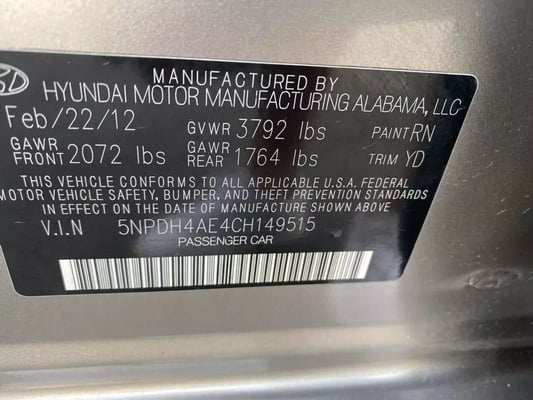 MANUFACTURED BY
HYUNDAI MOTOR MANUFACTURING ALABAMA, LLC
Feb/22/12 GVWR 3792 lbs PAINT RN
GAWR FRONT 2072 lbs GAWR REAR 1764 lbs TRIM YD
THIS VEHICLE CONFORMS TO ALL APPLICABLE U.S.A. FEDERAL
MOTOR VEHICLE SAFETY, BUMPER, AND THEFT PREVENTION STANDARDS
IN EFFECT ON THE DATE OF MANUFACTURE SHOWN ABOVE
V.I.N 5NPDH4AE4CH149515
PASSENGER CAR